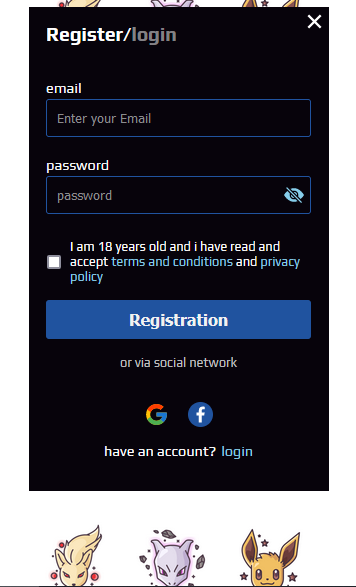 Register/login
email
Enter your Email
password
password
I am 18 years old and i have read and
accept terms and conditions and privacy
policy
Registration
or via social network
have an account? login